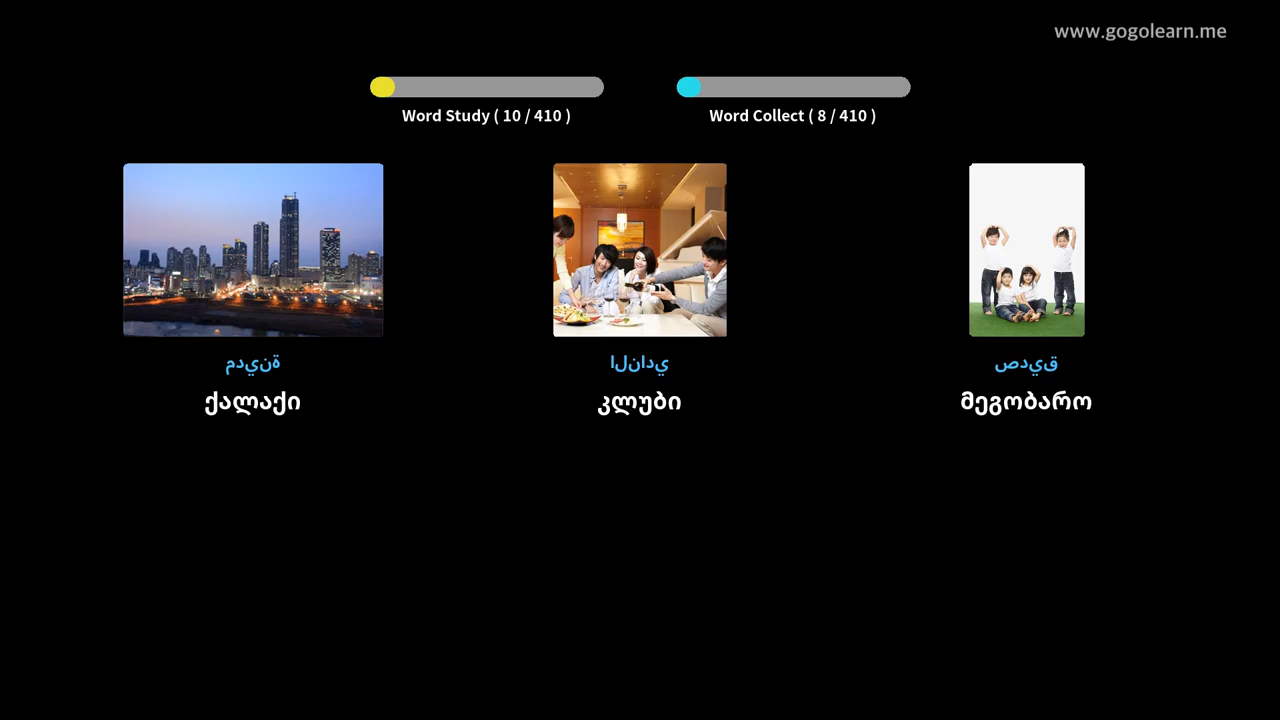 www.gogolearn.me
Word Study ( 10 / 410 )
Word Collect ( 8 / 410 )
مدينة
النادي
صديق
ქალაქი
კლუბი
მეგობარო